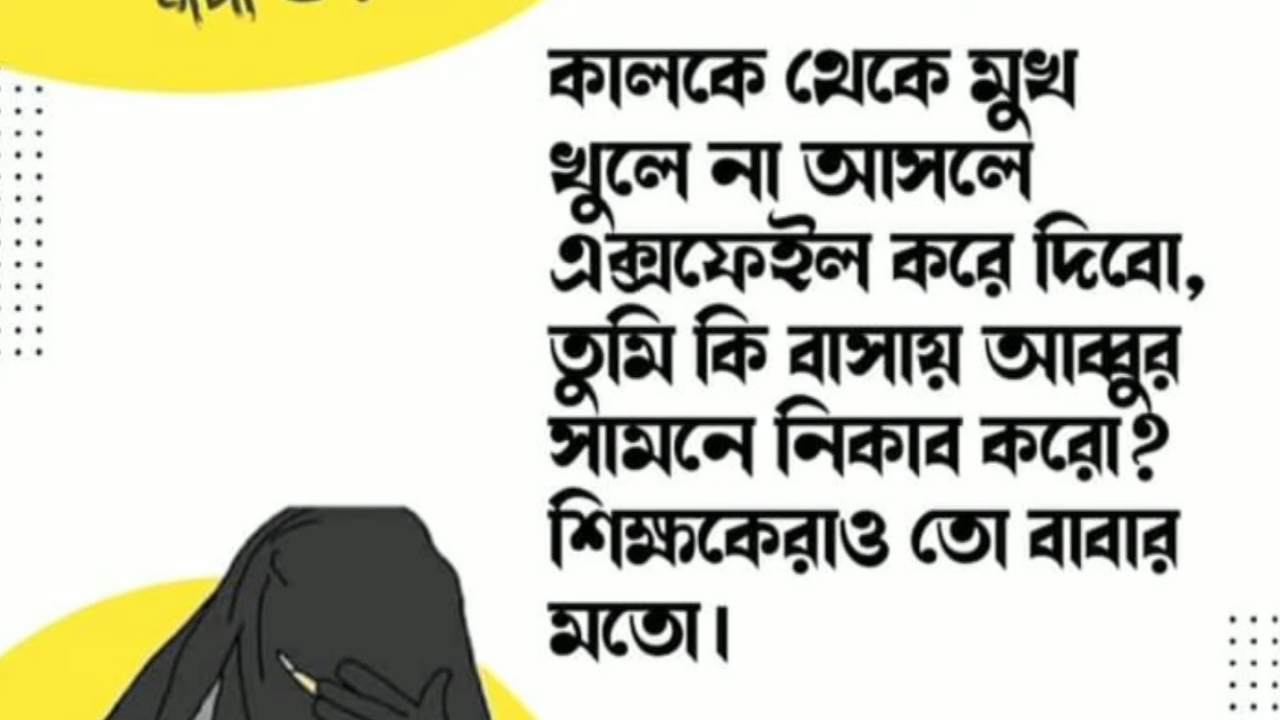 কালকে থেকে মুখ
খুলে না আসলে
এক্সফেইল করে দিবো,
তুমি কি বাসায় আব্বুর
সামনে নিকাব করো?
শিক্ষকেরাও তো বাবার
মতো।